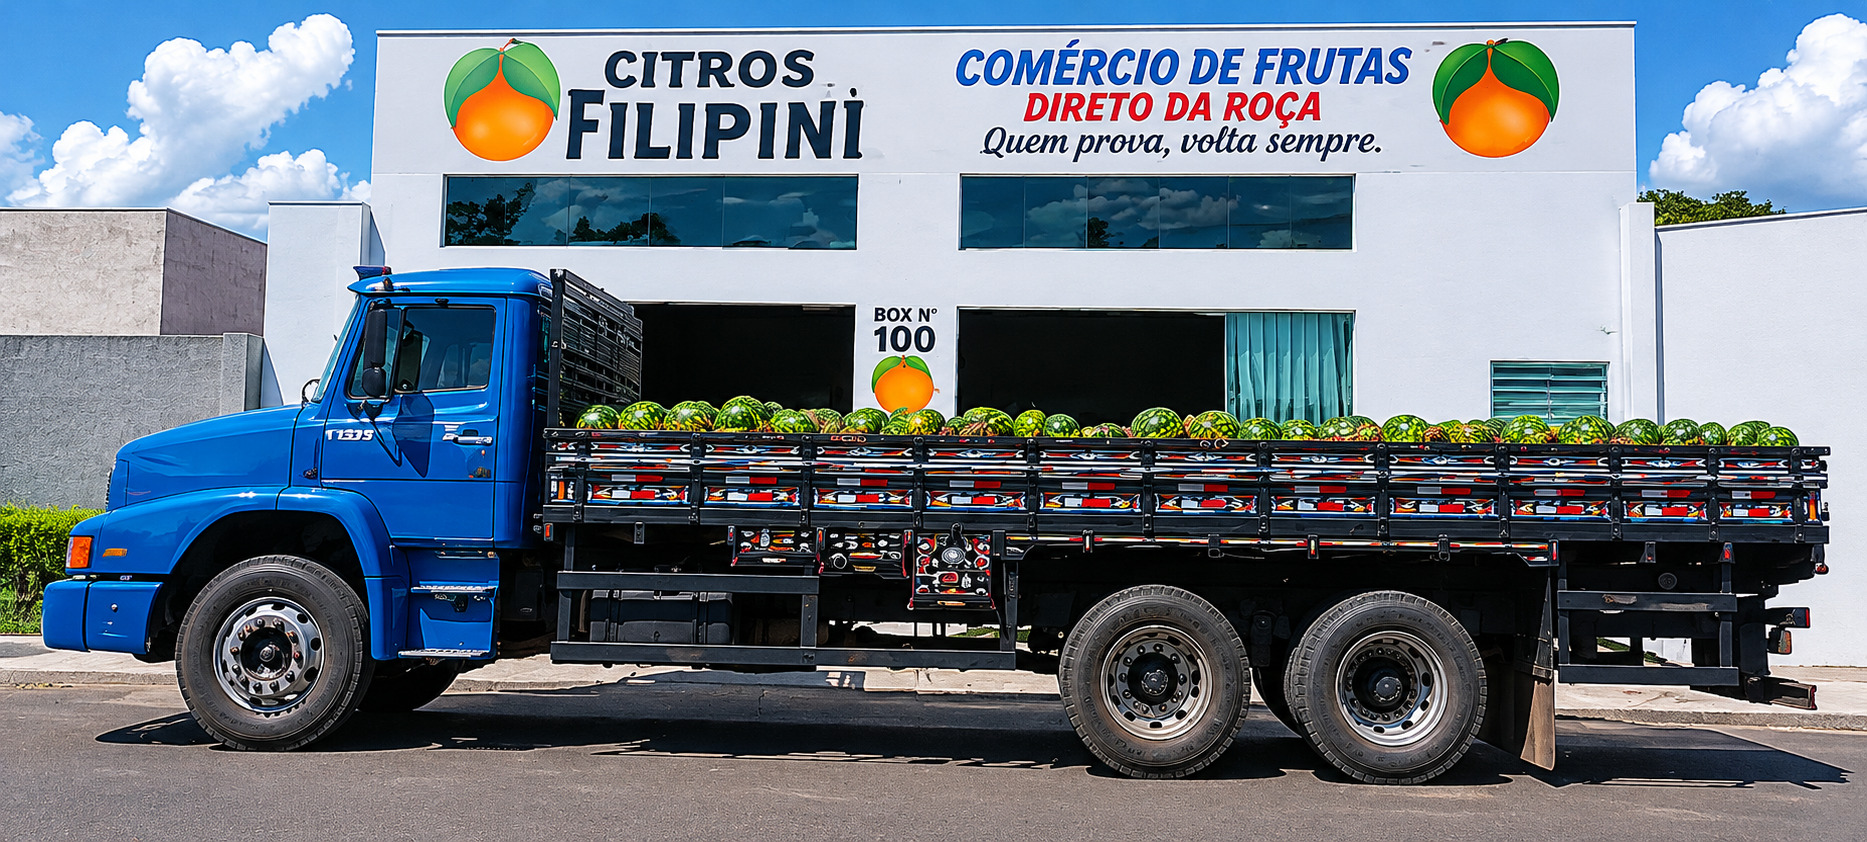 CITROS
FILIPINI
COMÉRCIO DE FRUTAS
DIRETO DA ROÇA
Quem prova, volta sempre.
BOX Nº
100